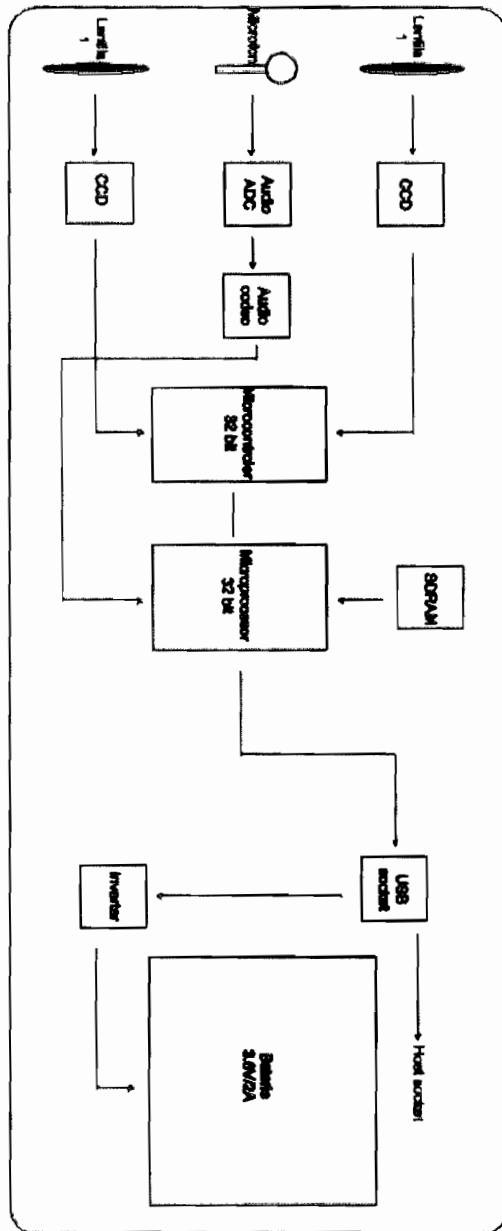 Lentila
1
Microfon
Lentila
1
CCD
Audio
ADC
CCD
Audio
codec
Microcontroler
32 bit
Microprocesor
32 bit
SDRAM
USB
socket
Inverter
Host socket
Baterie
3.6V/2A